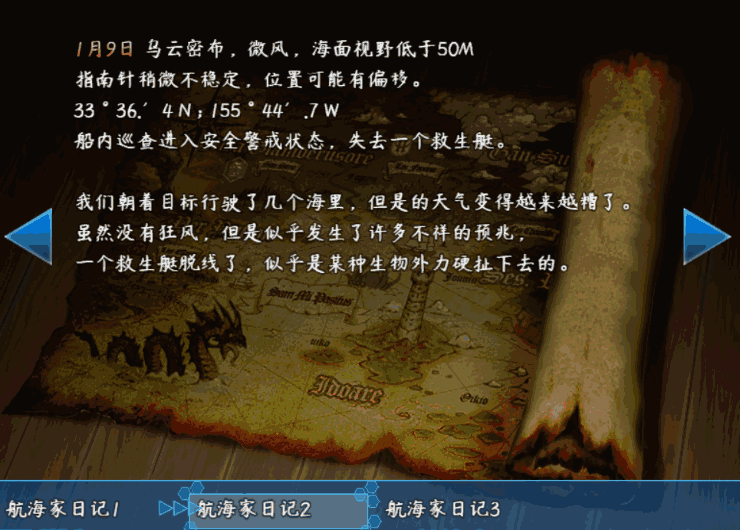 1月9日 乌云密布，微风，海面视野低于50M
指南针稍微不稳定，位置可能有偏移。
33°36.′4N；155°44′.7W
船内巡查进入安全警戒状态，失去一个救生艇。
我们朝着目标行驶了几个海里，但是的天气变得越来越糟了。
虽然没有狂风，但是似乎发生了许多不祥的预兆，
一个救生艇脱线了，似乎是某种生物外力硬扯下去的。
Sum Mi Pastus
niko
Idoare
Oikio
航海家日记1
航海家日记2
航海家日记3